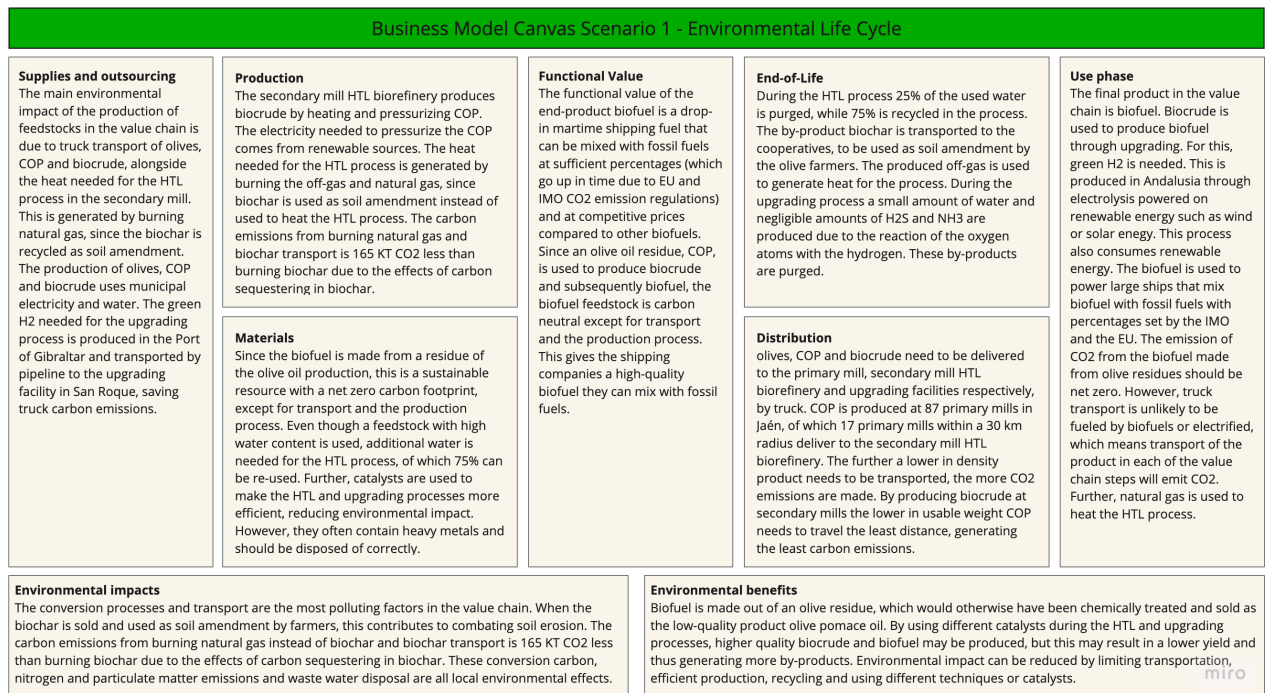 Business Model Canvas Scenario 1 - Environmental Life Cycle
Supplies and outsourcing
The main environmental
impact of the production of
feedstocks in the value chain is
due to truck transport of olives,
COP and biocrude, alongside
the heat needed for the HTL
process in the secondary mill.
This is generated by burning
natural gas, since the biochar is
recycled as soil amendment.
The production of olives, COP
and biocrude uses municipal
electricity and water. The green
H2 needed for the upgrading
process is produced in the Port
of Gibraltar and transported by
pipeline to the upgrading
facility in San Roque, saving
truck carbon emissions.
Production
The secondary mill HTL biorefinery produces
biocrude by heating and pressurizing COP.
The electricity needed to pressurize the COP
comes from renewable sources. The heat
needed for the HTL process is generated by
burning the off-gas and natural gas, since
biochar is used as soil amendment instead of
used to heat the HTL process. The carbon
emissions from burning natural gas and
biochar transport is 165 KT CO2 less than
burning biochar due to the effects of carbon
sequestering in biochar.
Materials
Since the biofuel is made from a residue of
the olive oil production, this is a sustainable
resource with a net zero carbon footprint,
except for transport and the production
process. Even though a feedstock with high
water content is used, additional water is
needed for the HTL process, of which 75% can
be re-used. Further, catalysts are used to
make the HTL and upgrading processes more
efficient, reducing environmental impact.
However, they often contain heavy metals and
should be disposed of correctly.
Functional Value
The functional value of the
end-product biofuel is a drop-
in martime shipping fuel that
can be mixed with fossil fuels
at sufficient percentages (which
go up in time due to EU and
IMO CO2 emission regulations)
and at competitive prices
compared to other biofuels.
Since an olive oil residue, COP,
is used to produce biocrude
and subsequently biofuel, the
biofuel feedstock is carbon
neutral except for transport
and the production process.
This gives the shipping
companies a high-quality
biofuel they can mix with fossil
fuels.
End-of-Life
During the HTL process 25% of the used water
is purged, while 75% is recycled in the process.
The by-product biochar is transported to the
cooperatives, to be used as soil amendment by
the olive farmers. The produced off-gas is used
to generate heat for the process. During the
upgrading process a small amount of water and
negligible amounts of H2S and NH3 are
produced due to the reaction of the oxygen
atoms with the hydrogen. These by-products
are purged.
Distribution
olives, COP and biocrude need to be delivered
to the primary mill, secondary mill HTL
biorefinery and upgrading facilities respectively,
by truck. COP is produced at 87 primary mills in
Jaén, of which 17 primary mills within a 30 km
radius deliver to the secondary mill HTL
biorefinery. The further a lower in density
product needs to be transported, the more CO2
emissions are made. By producing biocrude at
secondary mills the lower in usable weight COP
needs to travel the least distance, generating
the least carbon emissions.
Use phase
The final product in the value
chain is biofuel. Biocrude is
used to produce biofuel
through upgrading. For this,
green H2 is needed. This is
produced in Andalusia through
electrolysis powered on
renewable energy such as wind
or solar enegy. This process
also consumes renewable
energy. The biofuel is used to
power large ships that mix
biofuel with fossil fuels with
percentages set by the IMO
and the EU. The emission of
CO2 from the biofuel made
from olive residues should be
net zero. However, truck
transport is unlikely to be
fueled by biofuels or electrified,
which means transport of the
product in each of the value
chain steps will emit CO2.
Further, natural gas is used to
heat the HTL process.
Environmental impacts
The conversion processes and transport are the most polluting factors in the value chain. When the
biochar is sold and used as soil amendment by farmers, this contributes to combating soil erosion. The
carbon emissions from burning natural gas instead of biochar and biochar transport is 165 KT CO2 less
than burning biochar due to the effects of carbon sequestering in biochar. These conversion carbon,
nitrogen and particulate matter emissions and waste water disposal are all local environmental effects.
Environmental benefits
Biofuel is made out of an olive residue, which would otherwise have been chemically treated and sold as
the low-quality product olive pomace oil. By using different catalysts during the HTL and upgrading
processes, higher quality biocrude and biofuel may be produced, but this may result in a lower yield and
thus generating more by-products. Environmental impact can be reduced by limiting transportation,
efficient production, recycling and using different techniques or catalysts.
miro